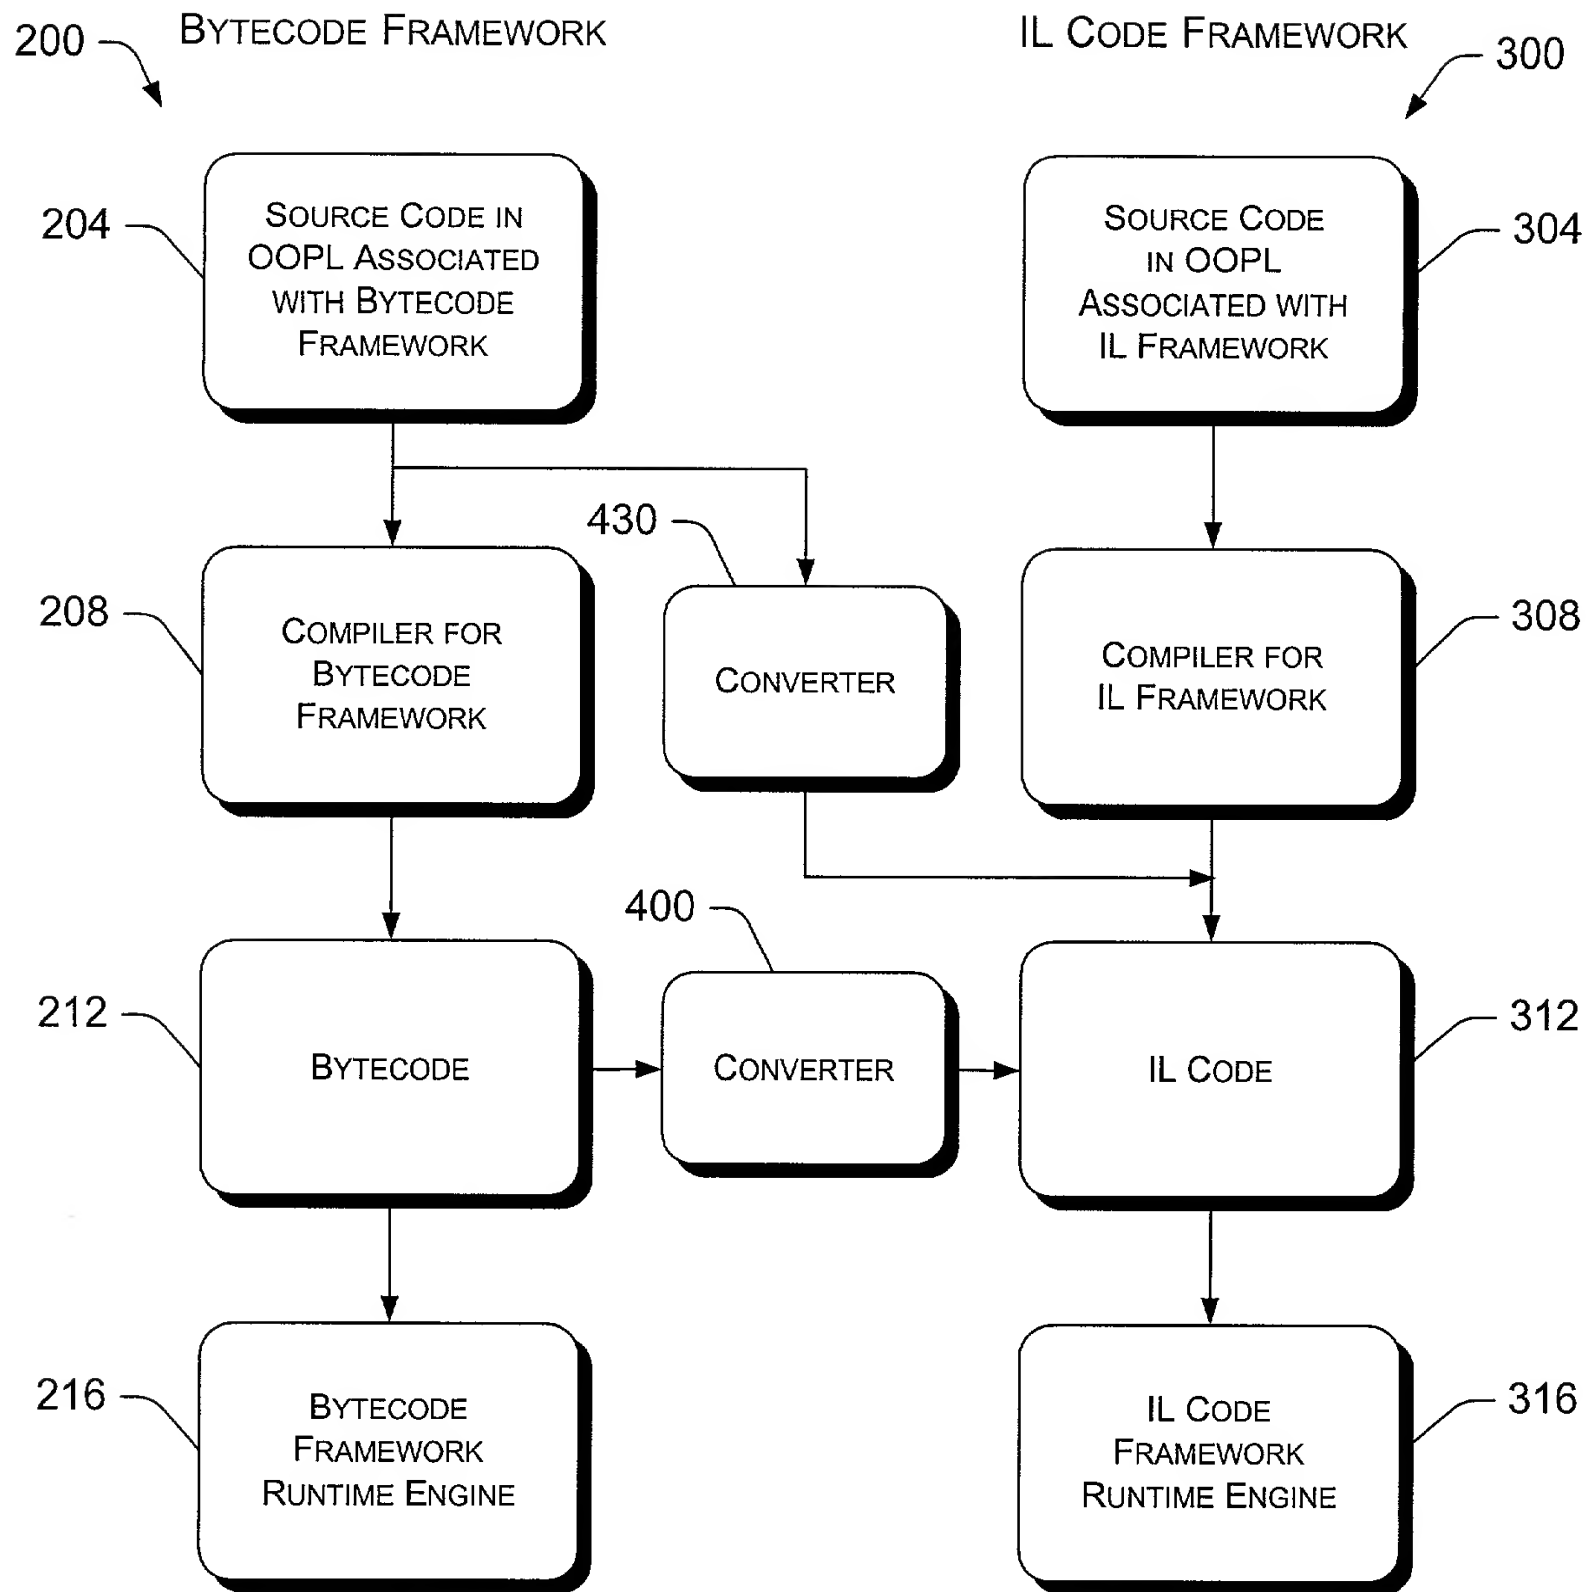 BYTECODE FRAMEWORK
IL CODE FRAMEWORK
200
300
204
SOURCE CODE IN
OOPL ASSOCIATED
WITH BYTECODE
FRAMEWORK
SOURCE CODE
IN OOPL
ASSOCIATED WITH
IL FRAMEWORK
304
430
208
COMPILER FOR
BYTECODE
FRAMEWORK
CONVERTER
COMPILER FOR
IL FRAMEWORK
308
400
212
BYTECODE
CONVERTER
IL CODE
312
216
BYTECODE
FRAMEWORK
RUNTIME ENGINE
IL CODE
FRAMEWORK
RUNTIME ENGINE
316